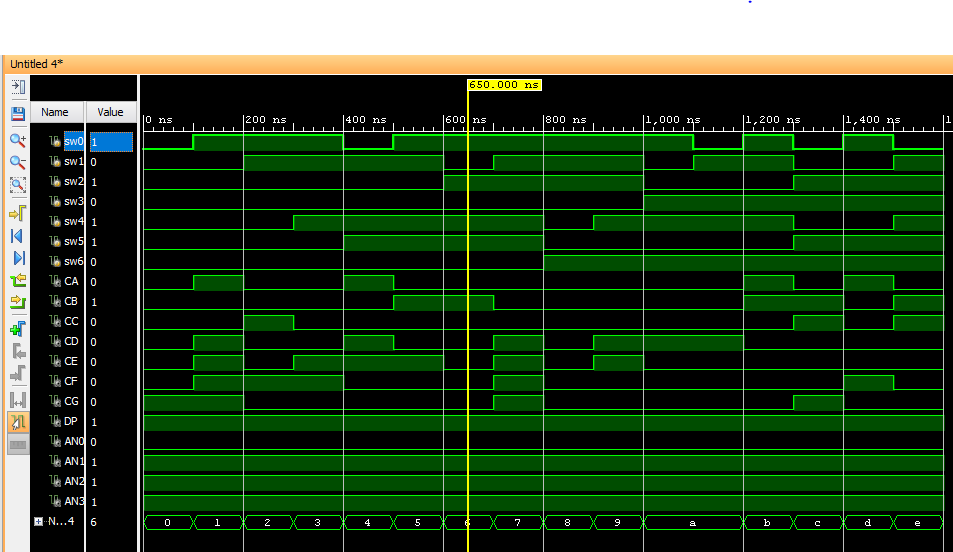 Untitled 4*
650.000 ns
Name Value
0 ns 200 ns 400 ns 600 ns 800 ns 1,000 ns 1,200 ns 1,400 ns 1
sw0 1
sw1 0
sw2 1
sw3 0
sw4 1
sw5 1
sw6 0
CA 0
CB 1
CC 0
CD 0
CE 0
CF 0
CG 0
DP 1
AN0 0
AN1 1
AN2 1
AN3 1
N...4 6 0 1 2 3 4 5 6 7 8 9 a b c d e